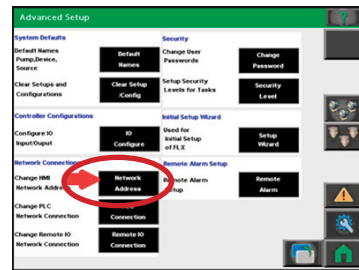 Advanced Setup
System Defaults
Default Names
Pump,Device,
Source
Default
Names
Clear Setups and
Configurations
Clear Setup
/Config
Controller Configurations
Configure IO
Input/Ouput
IO
Configure
Network Connection
Change HMI
Network Address
Network
Address
Change PLC
Network Connection
Connection
Change Remote IO
Network Connection
Remote IO
Connection
Security
Change User
Passwords
Change
Password
Setup Security
Levels for Tasks
Security
Level
Initial Setup Wizard
Used for
Initial Setup
of FLX
Setup
Wizard
Remote Alarm Setup
Remote Alarm
Setup
Remote
Alarm